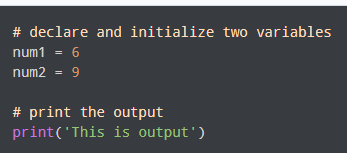 # declare and initialize two variables
num1 = 6
num2 = 9
# print the output
print('This is output')